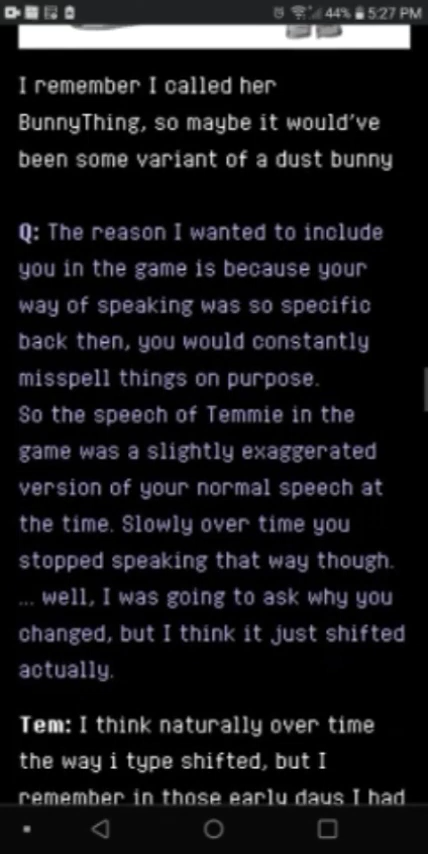 44% 5:27 PM
I remember I called her
BunnyThing, so maybe it would've
been some variant of a dust bunny
Q: The reason I wanted to include
you in the game is because your
way of speaking was so specific
back then, you would constantly
misspell things on purpose.
So the speech of Temmie in the
game was a slightly exaggerated
version of your normal speech at
the time. Slowly over time you
stopped speaking that way though.
... well, I was going to ask why you
changed, but I think it just shifted
actually.
Tem: I think naturally over time
the way i type shifted, but I
remember in those early days I had